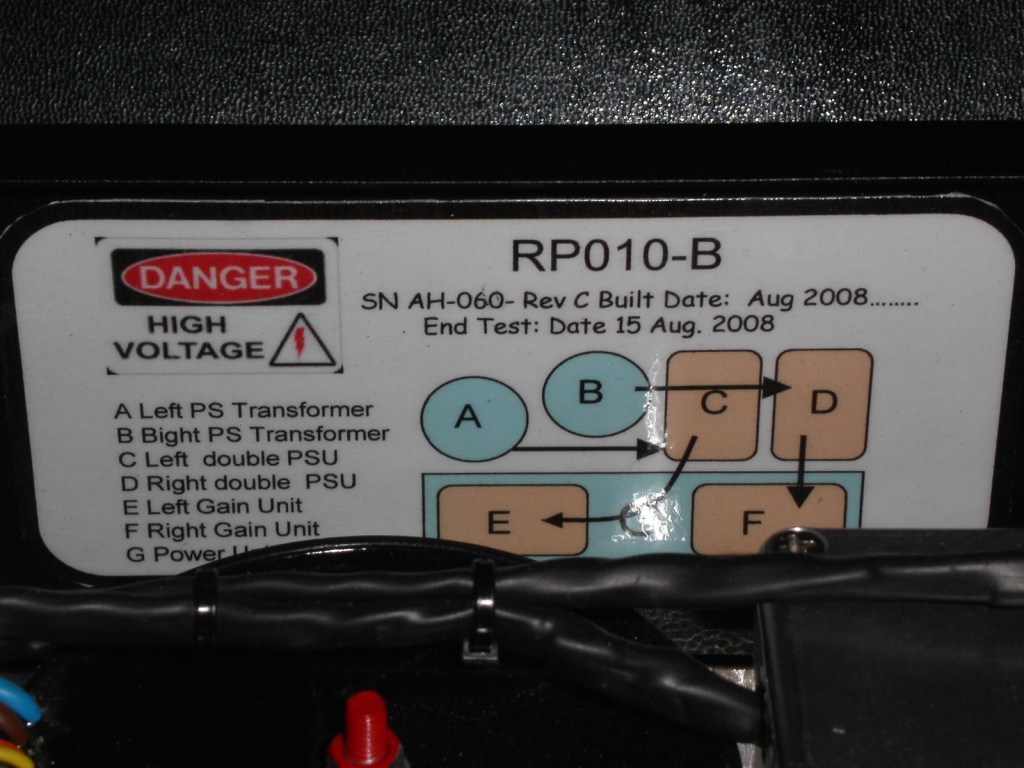 DANGER
HIGH
VOLTAGE
RP010-B
SN AH-060- Rev C Built Date: Aug 2008........
End Test: Date 15 Aug. 2008
A Left PS Transformer
B Bight PS Transformer
C Left double PSU
D Right double PSU
E Left Gain Unit
F Right Gain Unit
G Power
A
B
C
D
E
F